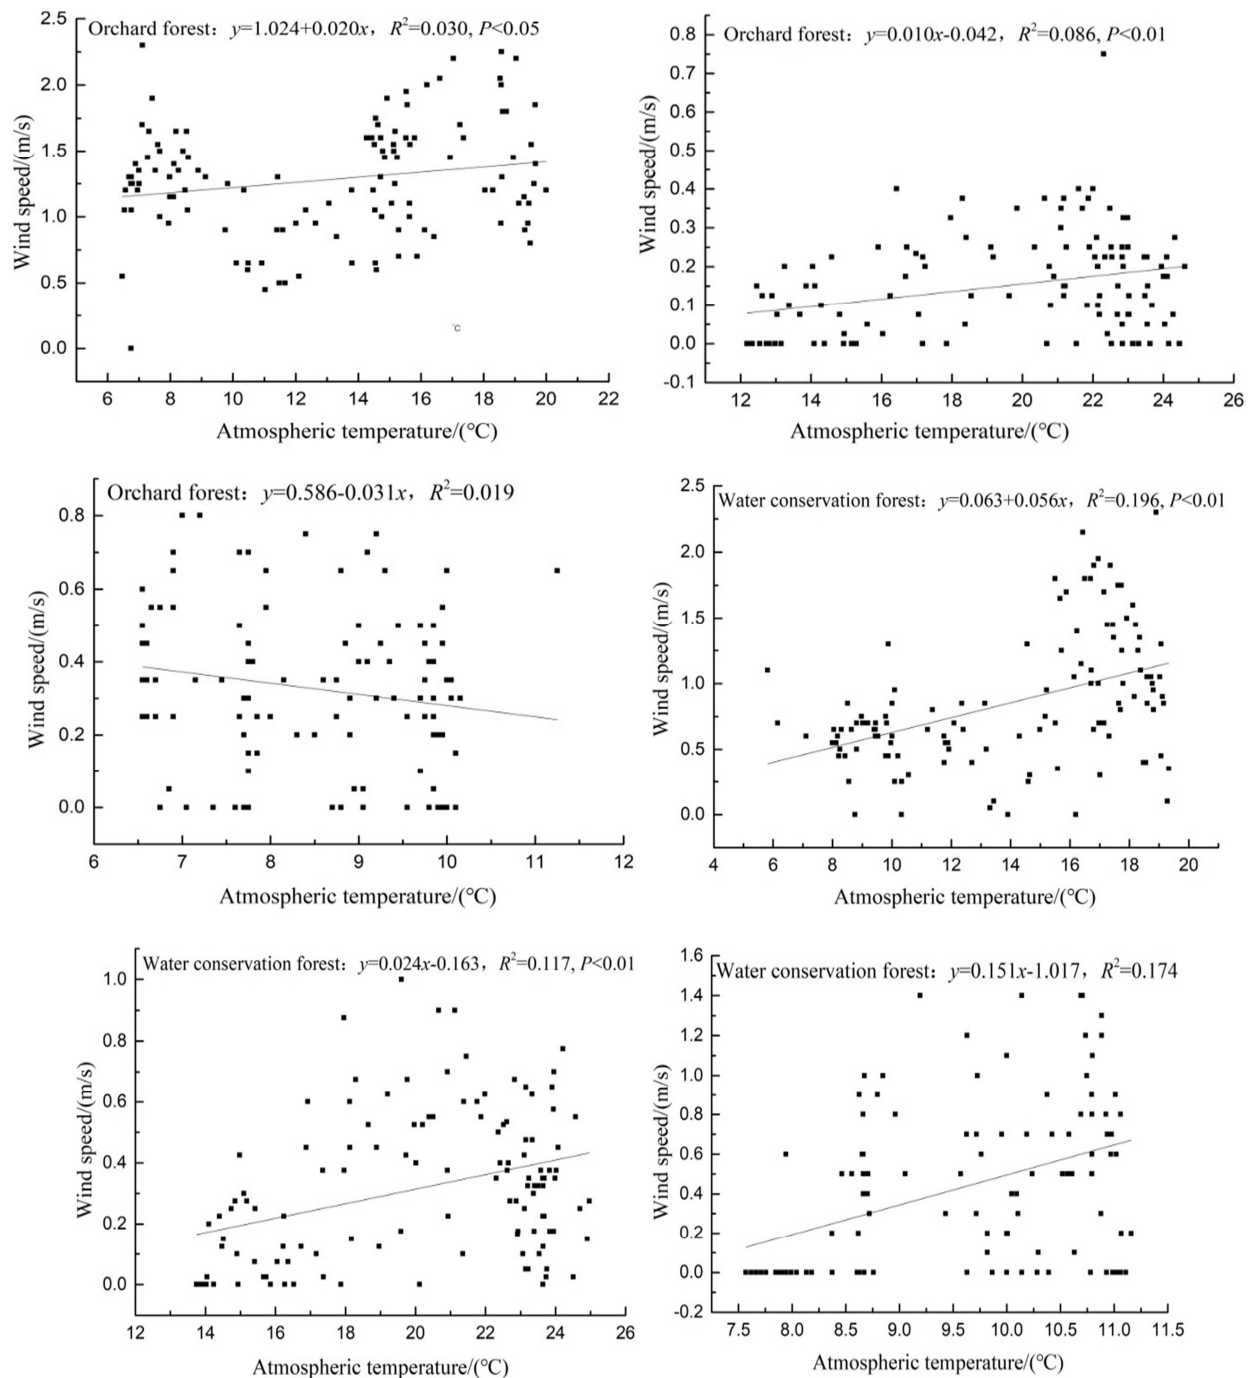 Orchard forest：y=1.024+0.020x，R²=0.030, P<0.05
Wind speed/(m/s)
2.5
2.0
1.5
1.0
0.5
0.0
°C
6 8 10 12 14 16 18 20 22
Atmospheric temperature/(°C)
Orchard forest：y=0.010x-0.042，R²=0.086, P<0.01
Wind speed/(m/s)
0.8
0.7
0.6
0.5
0.4
0.3
0.2
0.1
0.0
-0.1
12 14 16 18 20 22 24 26
Atmospheric temperature/(°C)
Orchard forest：y=0.586-0.031x，R²=0.019
Wind speed/(m/s)
0.8
0.6
0.4
0.2
0.0
6 7 8 9 10 11 12
Atmospheric temperature/(°C)
Water conservation forest：y=0.063+0.056x，R²=0.196, P<0.01
Wind speed/(m/s)
2.5
2.0
1.5
1.0
0.5
0.0
4 6 8 10 12 14 16 18 20
Atmospheric temperature/(°C)
Water conservation forest：y=0.024x-0.163，R²=0.117, P<0.01
Wind speed/(m/s)
1.0
0.8
0.6
0.4
0.2
0.0
12 14 16 18 20 22 24 26
Atmospheric temperature/(°C)
Water conservation forest：y=0.151x-1.017，R²=0.174
Wind speed/(m/s)
1.6
1.4
1.2
1.0
0.8
0.6
0.4
0.2
0.0
-0.2
7.5 8.0 8.5 9.0 9.5 10.0 10.5 11.0 11.5
Atmospheric temperature/(°C)